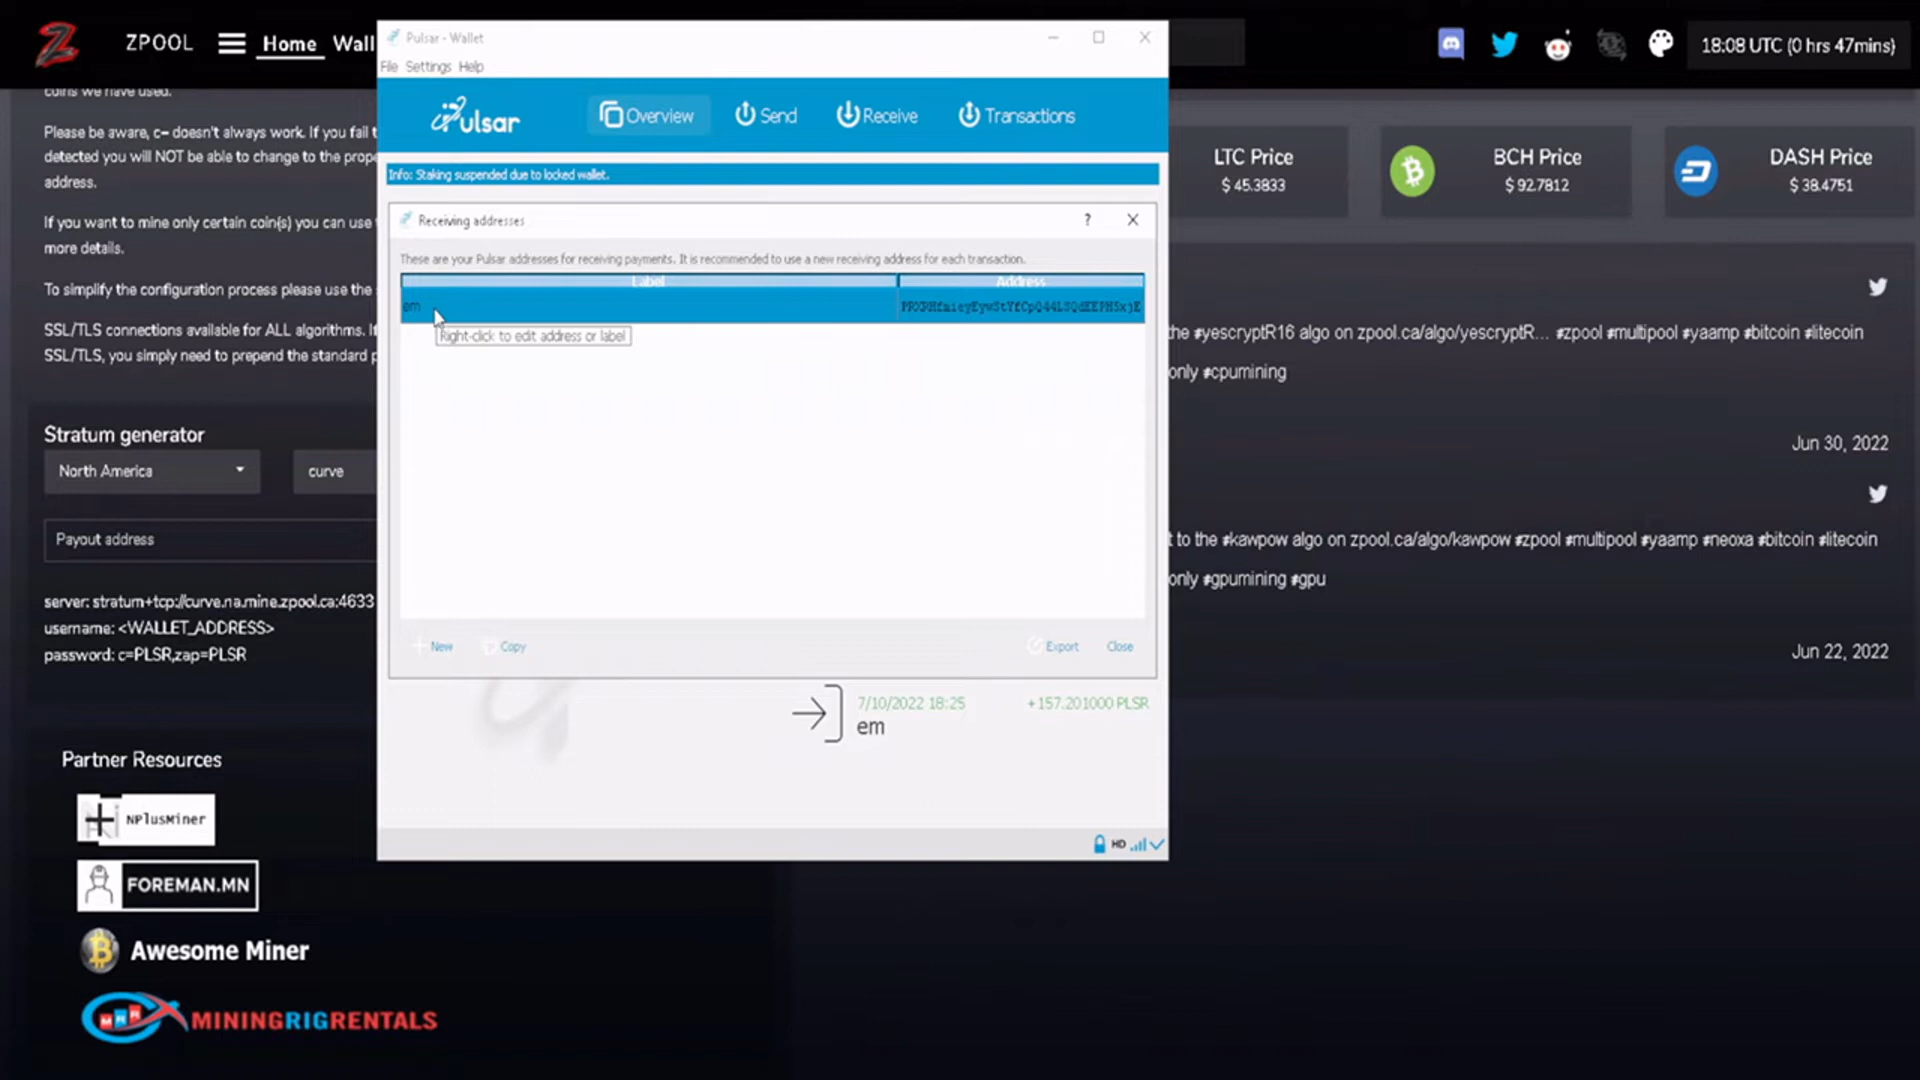 ZPOOL
Home
Wall
18:08 UTC (0 hrs 47mins)
coins we have used.
Please be aware, c= doesn't always work. If you fail t
detected you will NOT be able to change to the prope
address.
If you want to mine only certain coin(s) you can use
more details.
To simplify the configuration process please use the
SSL/TLS connections available for ALL algorithms. If
SSL/TLS, you simply need to prepend the standard p
Stratum generator
North America
curve
Payout address
server: stratum+tcp://curve.na.mine.zpool.ca:4633
username: <WALLET_ADDRESS>
password: c=PLSR,zap=PLSR
Partner Resources
NPlusMiner
FOREMAN.MN
Awesome Miner
MRR
MININGRIGRENTALS
Pulsar - Wallet
File Settings Help
Pulsar
Overview
Send
Receive
Transactions
Info: Staking suspended due to locked wallet.
Receiving addresses
?
These are your Pulsar addresses for receiving payments. It is recommended to use a new receiving address for each transaction.
Label
Address
em
Right-click to edit address or label
New
Copy
Export
Close
7/10/2022 18:25
+157.201000 PLSR
em
HD
LTC Price
$ 45.3833
BCH Price
$ 92.7812
DASH Price
$ 38.4751
the #yescryptR16 algo on zpool.ca/algo/yescryptR... #zpool #multipool #yaamp #bitcoin #litecoin
only #cpumining
Jun 30, 2022
t to the #kawpow algo on zpool.ca/algo/kawpow #zpool #multipool #yaamp #neoxa #bitcoin #litecoin
only #gpumining #gpu
Jun 22, 2022